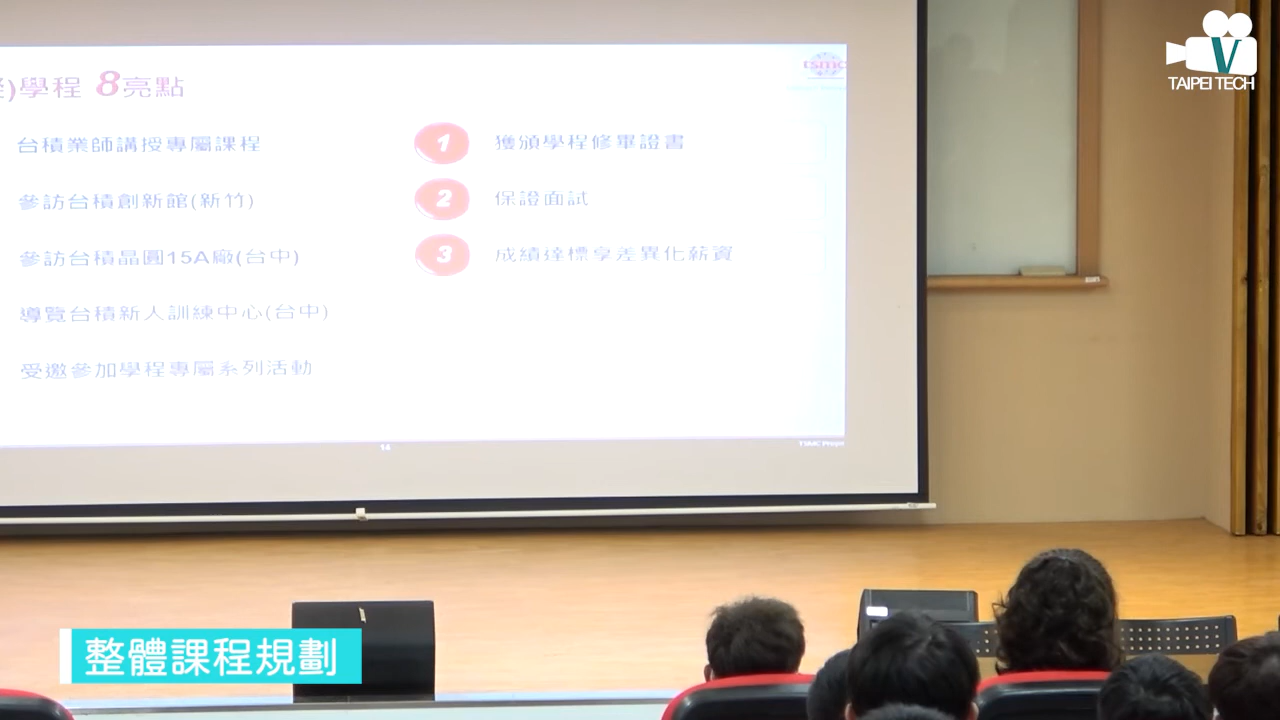 )學程 8亮點
tsmc
台積業師講授專屬課程
參訪台積創新館(新竹)
參訪台積晶圓15A廠(台中)
導覽台積新人訓練中心(台中)
受邀參加學程專屬系列活動
1 獲頒學程修畢證書
2 保證面試
3 成績達標享差異化薪資
14
TSMC Prope
V
TAIPEI TECH
整體課程規劃